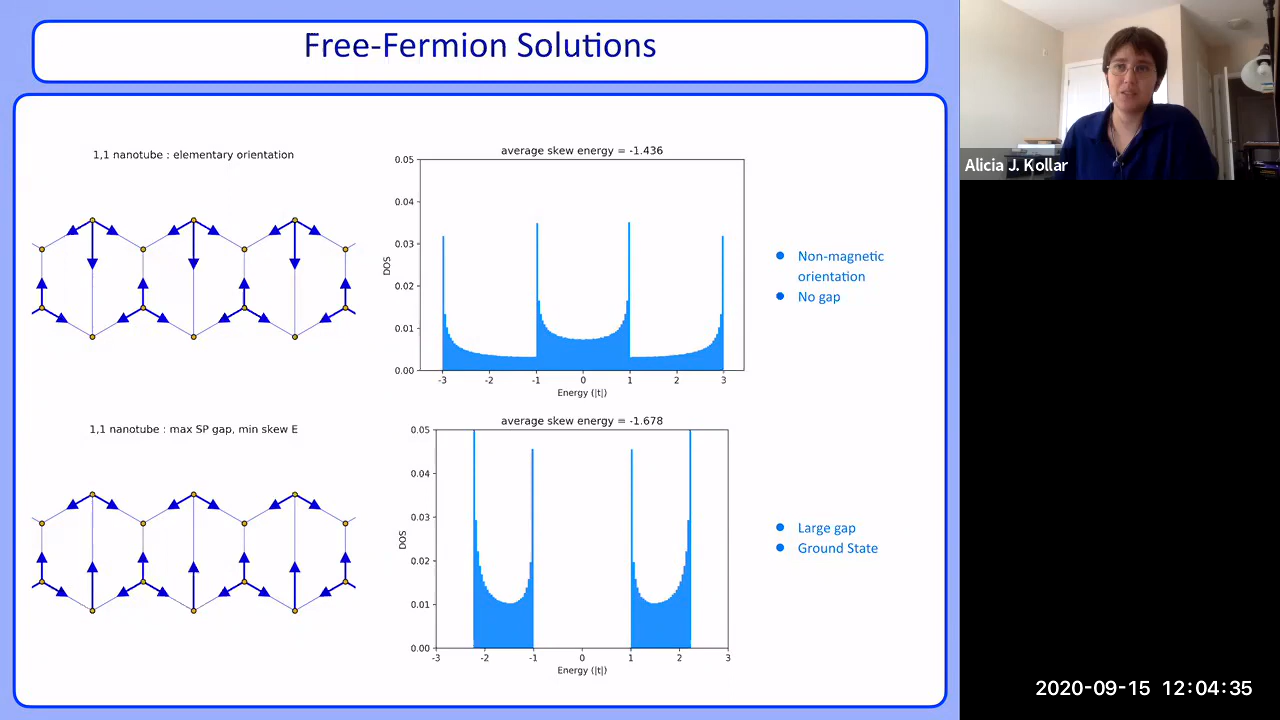 Free-Fermion Solutions
1,1 nanotube : elementary orientation
average skew energy = -1.436
0.05
0.04
0.03
0.02
0.01
0.00
DOS
-3 -2 -1 0 1 2 3
Energy (|t|)
Non-magnetic
orientation
No gap
1,1 nanotube : max SP gap, min skew E
average skew energy = -1.678
0.05
0.04
0.03
0.02
0.01
0.00
DOS
-3 -2 -1 0 1 2 3
Energy (|t|)
Large gap
Ground State
Alicia J. Kollar
2020-09-15 12:04:35